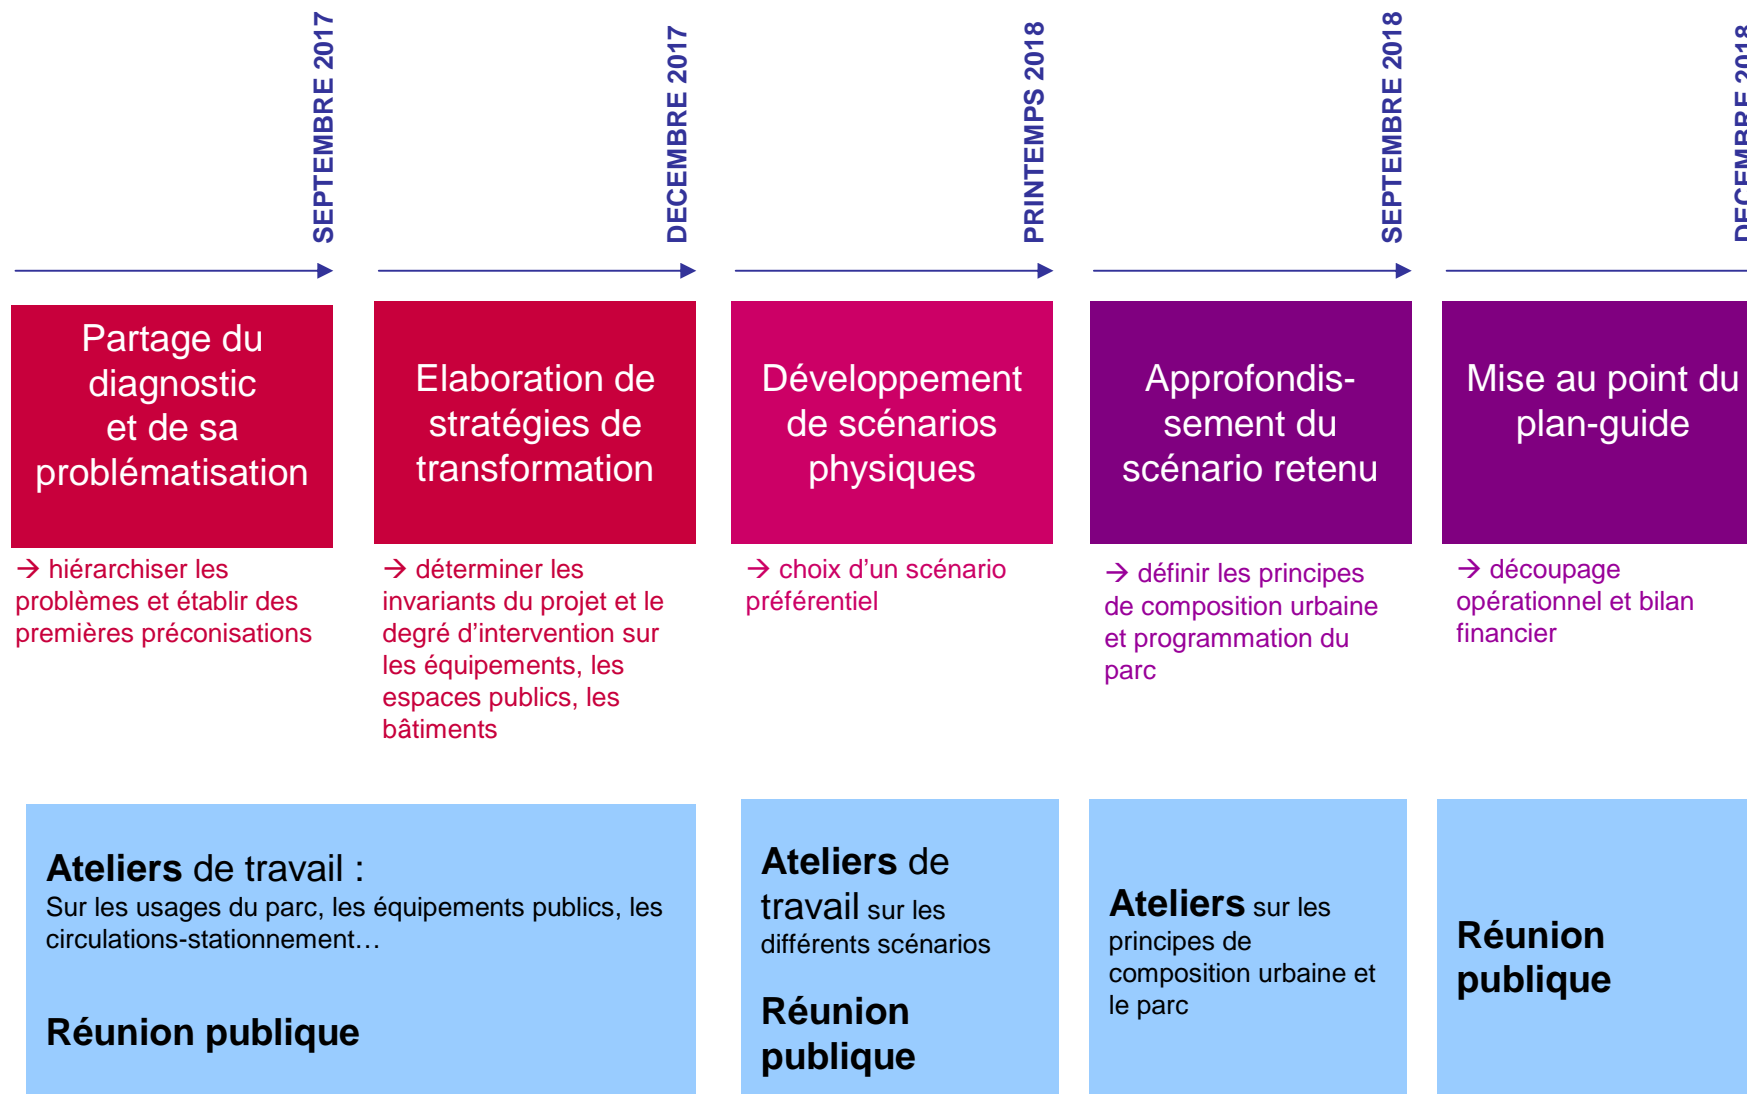 SEPTEMBRE 2017
DECEMBRE 2017
PRINTEMPS 2018
SEPTEMBRE 2018
DECEMBRE 2018
Partage du
diagnostic
et de sa
problématisation
Elaboration de
stratégies de
transformation
Développement
de scénarios
physiques
Approfondis-
sement du
scénario retenu
Mise au point du
plan-guide
→ hiérarchiser les
problèmes et établir des
premières préconisations
→ déterminer les
invariants du projet et le
degré d’intervention sur
les équipements, les
espaces publics, les
bâtiments
→ choix d’un scénario
préférentiel
→ définir les principes
de composition urbaine
et programmation du
parc
→ découpage
opérationnel et bilan
financier
Ateliers de travail :
Sur les usages du parc, les équipements publics, les
circulations-stationnement…
Réunion publique
Ateliers de
travail sur les
différents scénarios
Réunion
publique
Ateliers sur les
principes de
composition urbaine et
le parc
Réunion
publique